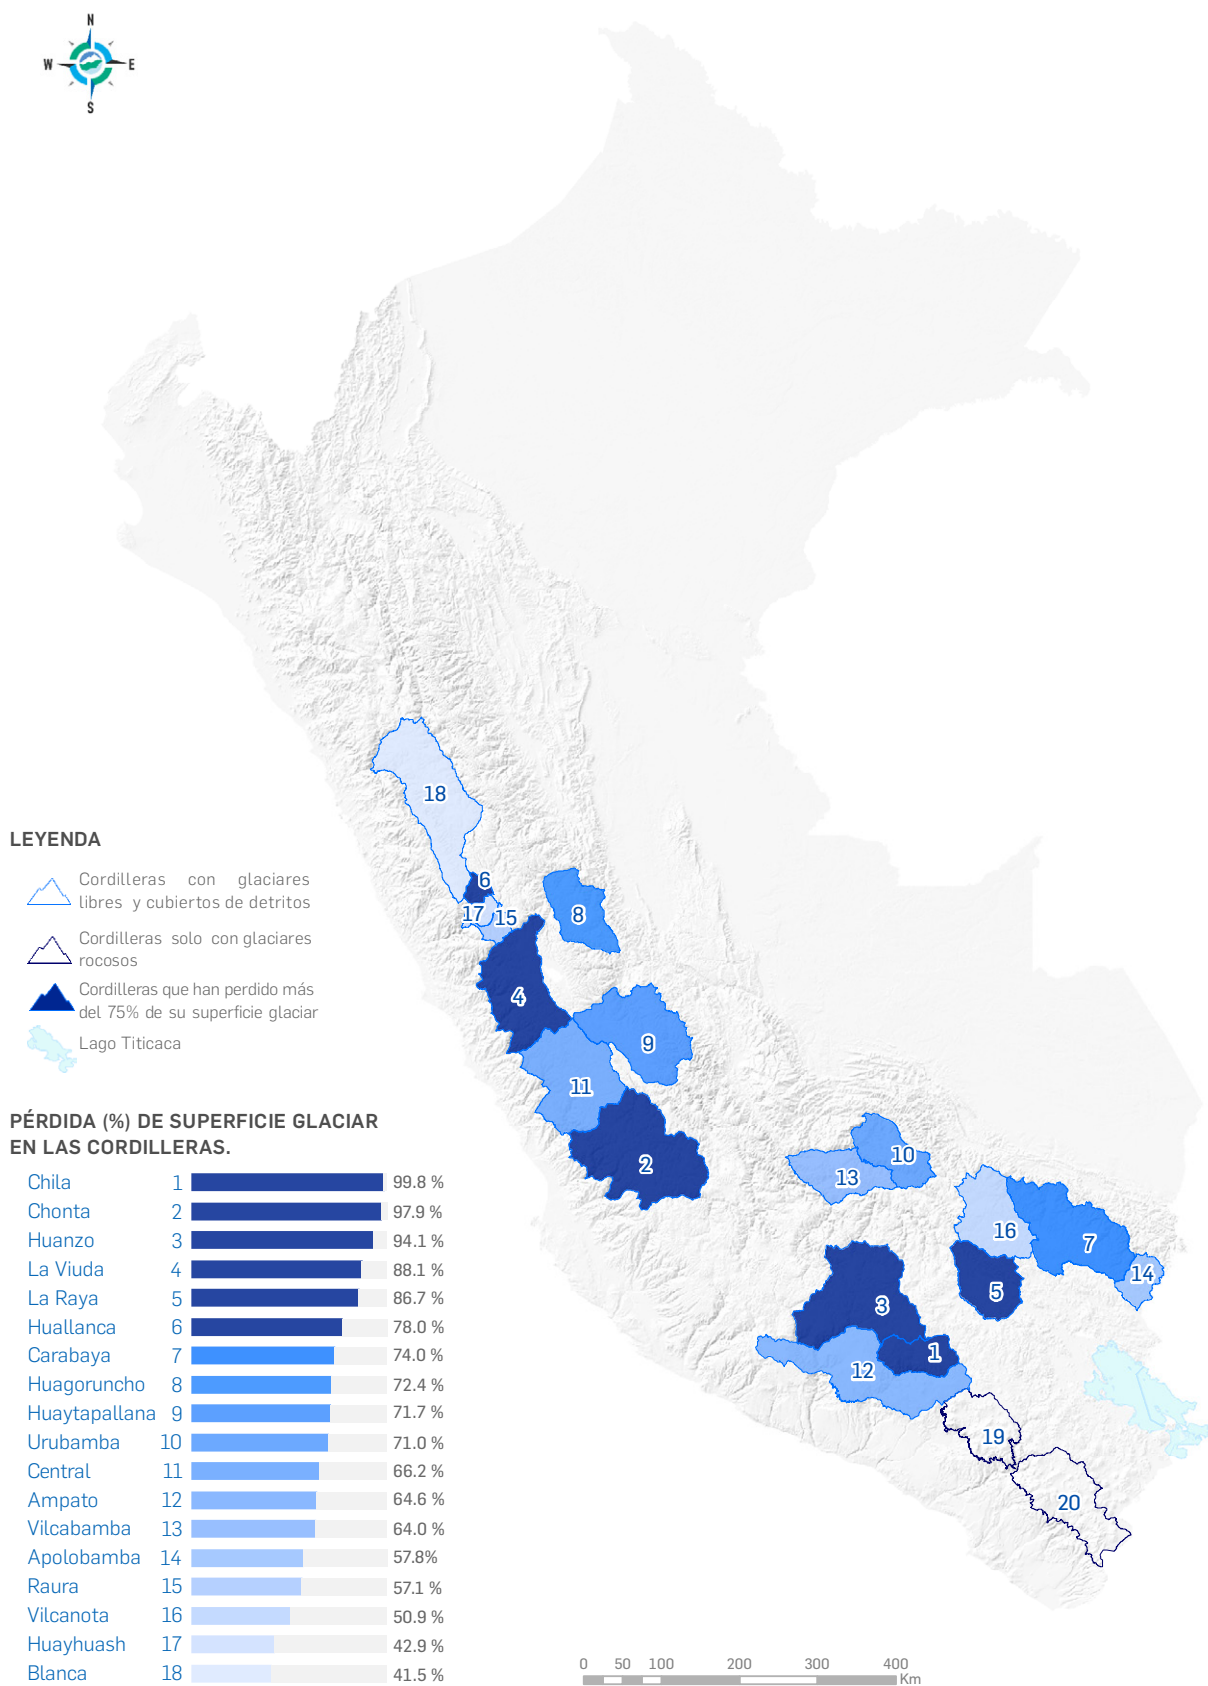 N
W
E
S
18
6
17
15
8
4
9
11
2
10
13
16
7
14
5
3
1
12
19
20
LEYENDA
Cordilleras con glaciares
libres y cubiertos de detritos
Cordilleras solo con glaciares
rocosos
Cordilleras que han perdido más
del 75% de su superficie glaciar
Lago Titicaca
PÉRDIDA (%) DE SUPERFICIE GLACIAR
EN LAS CORDILLERAS.
Chila 1 99.8 %
Chonta 2 97.9 %
Huanzo 3 94.1 %
La Viuda 4 88.1 %
La Raya 5 86.7 %
Huallanca 6 78.0 %
Carabaya 7 74.0 %
Huagoruncho 8 72.4 %
Huaytapallana 9 71.7 %
Urubamba 10 71.0 %
Central 11 66.2 %
Ampato 12 64.6 %
Vilcabamba 13 64.0 %
Apolobamba 14 57.8%
Raura 15 57.1 %
Vilcanota 16 50.9 %
Huayhuash 17 42.9 %
Blanca 18 41.5 %
0 50 100 200 300 400
Km